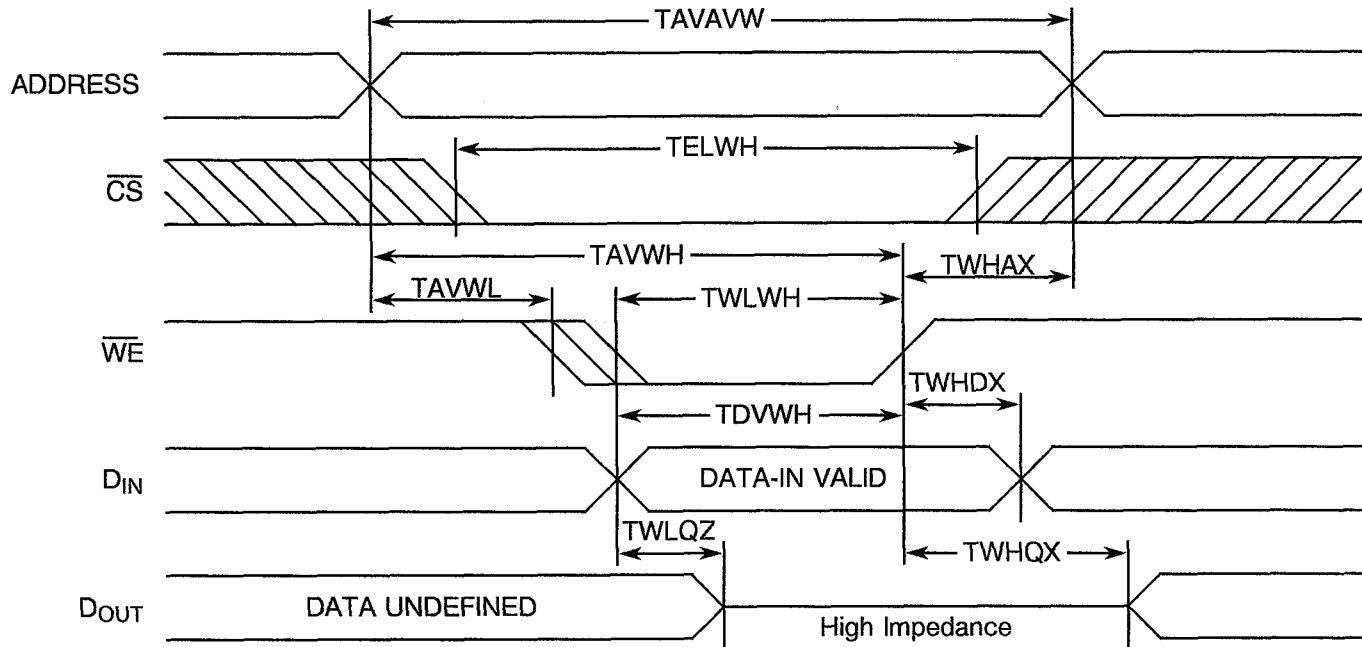 TAVAVW
ADDRESS
TELWH
CS
TAVWH
TWHAX
TAVWL
TWLWH
WE
TWHDX
TDVWH
DIN
DATA-IN VALID
TWLQZ
TWHQX
DOUT
DATA UNDEFINED
High Impedance